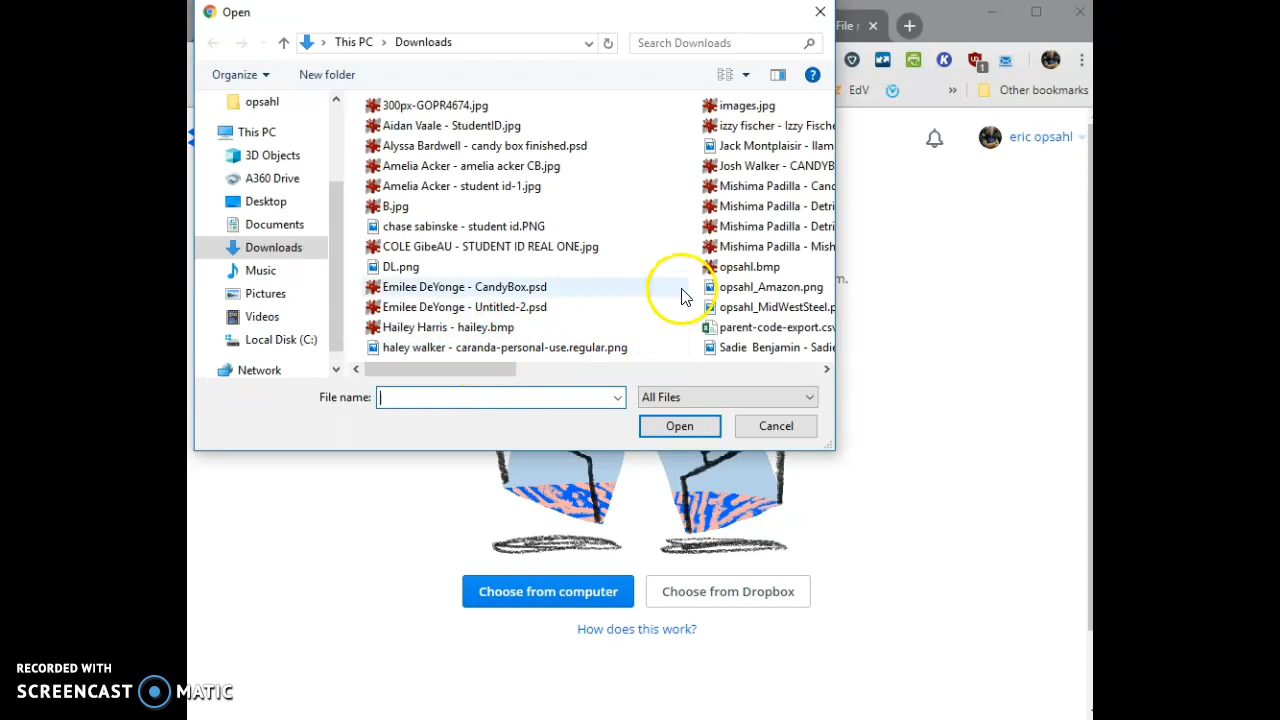 Open
File
This PC
Downloads
Search Downloads
Organize
New folder
EdV
Other bookmarks
1
opsahl
This PC
3D Objects
A360 Drive
Desktop
Documents
Downloads
Music
Pictures
Videos
Local Disk (C:)
Network
300px-GOPR4674.jpg
Aidan Vaale - StudentID.jpg
Alyssa Bardwell - candy box finished.psd
Amelia Acker - amelia acker CB.jpg
Amelia Acker - student id-1.jpg
B.jpg
chase sabinske - student id.PNG
COLE GibeAU - STUDENT ID REAL ONE.jpg
DL.png
Emilee DeYonge - CandyBox.psd
Emilee DeYonge - Untitled-2.psd
Hailey Harris - hailey.bmp
haley walker - caranda-personal-use.regular.png
images.jpg
izzy fischer - Izzy Fische
Jack Montplaisir - llam
Josh Walker - CANDYB
Mishima Padilla - Canc
Mishima Padilla - Detri
Mishima Padilla - Detri
Mishima Padilla - Mish
opsahl.bmp
opsahl_Amazon.png
opsahl_MidWestSteel.p
parent-code-export.csv
Sadie Benjamin - Sadie
File name:
All Files
Open
Cancel
eric opsahl
m.
Choose from computer
Choose from Dropbox
How does this work?
RECORDED WITH
SCREENCAST MATIC